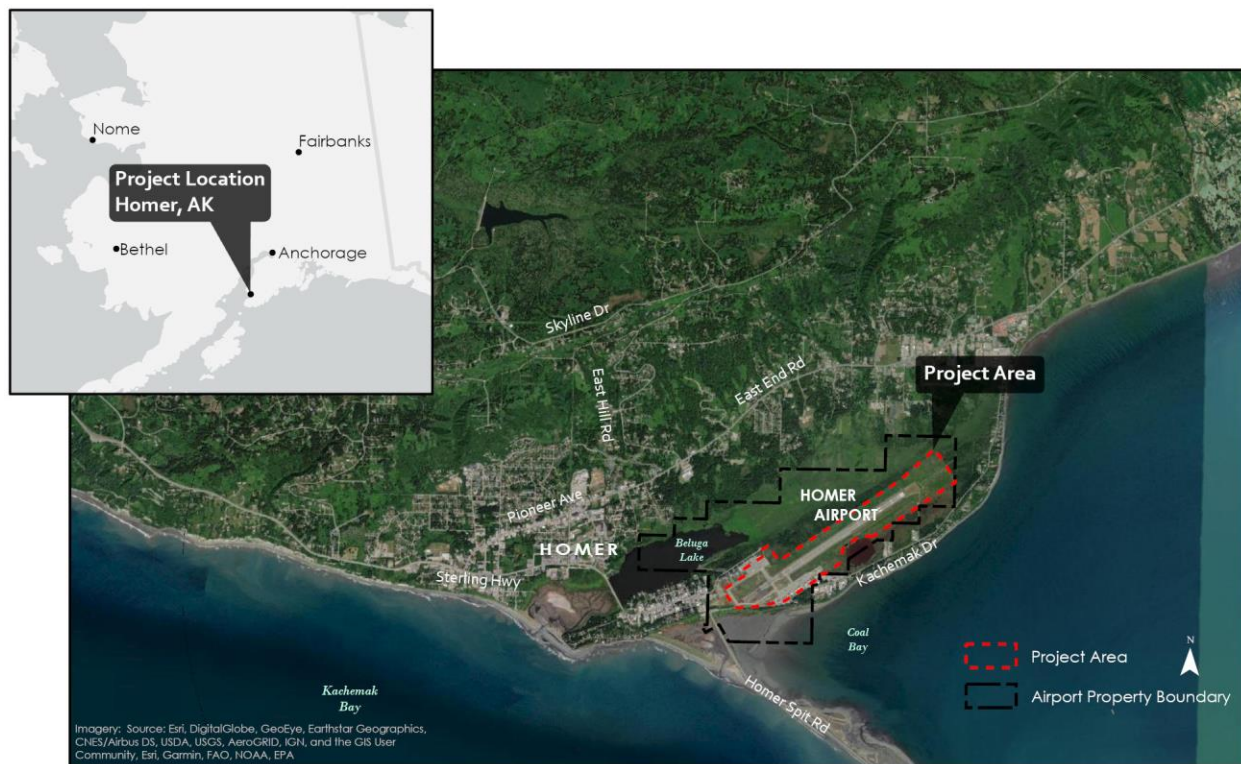 Nome
Fairbanks
Project Location
Homer, AK
Bethel
Anchorage
Skyline Dr
East Hill Rd
East End Rd
Project Area
Pioneer Ave
HOMER
AIRPORT
HOMER
Beluga
Lake
Sterling Hwy
Kachemak Dr
Coal
Bay
Homer Spit Rd
Kachemak
Bay
N
Project Area
Airport Property Boundary
Imagery: Source: Esri, DigitalGlobe, GeoEye, Earthstar Geographics,
CNES/Airbus DS, USDA, USGS, AeroGRID, IGN, and the GIS User
Community, Esri, Garmin, FAO, NOAA, EPA